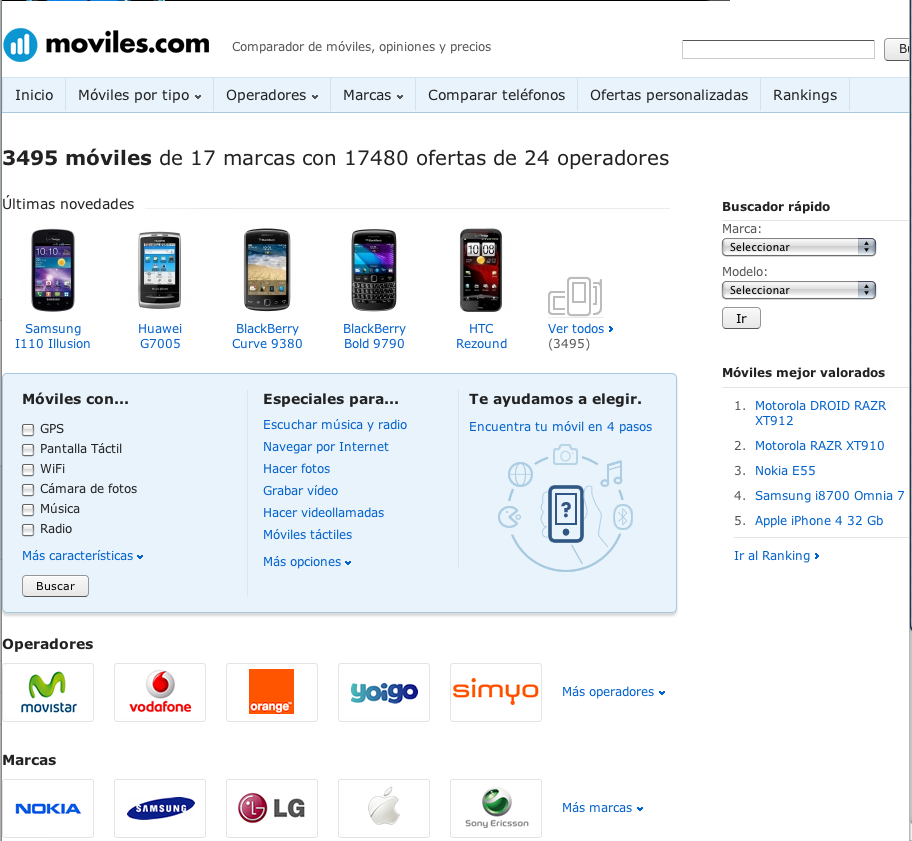 moviles.com
Comparador de móviles, opiniones y precios
Inicio
Móviles por tipo
Operadores
Marcas
Comparar teléfonos
Ofertas personalizadas
Rankings
3495 móviles de 17 marcas con 17480 ofertas de 24 operadores
Últimas novedades
Samsung
I110 Illusion
Huawei
G7005
BlackBerry
Curve 9380
BlackBerry
Bold 9790
HTC
Rezound
Ver todos
(3495)
Buscador rápido
Marca:
Seleccionar
Modelo:
Seleccionar
Ir
Móviles mejor valorados
1. Motorola DROID RAZR
XT912
2. Motorola RAZR XT910
3. Nokia E55
4. Samsung i8700 Omnia 7
5. Apple iPhone 4 32 Gb
Ir al Ranking
Móviles con...
GPS
Pantalla Táctil
WiFi
Cámara de fotos
Música
Radio
Más características
Buscar
Especiales para...
Escuchar música y radio
Navegar por Internet
Hacer fotos
Grabar vídeo
Hacer videollamadas
Móviles táctiles
Más opciones
Te ayudamos a elegir.
Encuentra tu móvil en 4 pasos
?
Operadores
movistar
vodafone
orange™
yoigo
simyo
Más operadores
Marcas
NOKIA
SAMSUNG
LG
Sony Ericsson
Más marcas